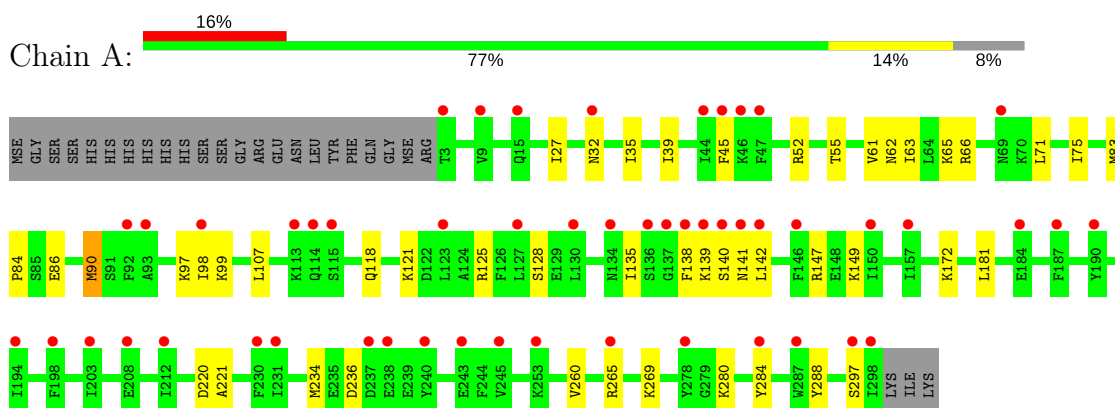 16%
Chain A:
77% 14% 8%
MSE GLY SER SER HIS HIS HIS HIS HIS HIS SER SER GLY ARG GLU ASN LEU TYR PHE GLN GLY MSE ARG T3 V9 Q15 I27 N32 I35 I39 I44 F45 K46 F47 R52 T55 V61 N62 I63 L64 K65 R66 N69 K70 L71 I75 M83
P84 S85 E86 M90 S91 F92 A93 K97 I98 K99 L107 K113 Q114 S115 Q118 K121 D122 L123 A124 R125 F126 L127 S128 E129 L130 N134 I135 S136 G137 F138 K139 S140 N141 L142 F146 R147 E148 K149 I150 I157 K172 L181 E184 F187 Y190
I194 F198 I203 E208 I212 D220 A221 F230 I231 M234 E235 D236 D237 E238 E239 Y240 E243 F244 V245 K253 V260 R265 K269 Y278 G279 K280 Y284 W287 Y288 S297 I298 LYS ILE LYS